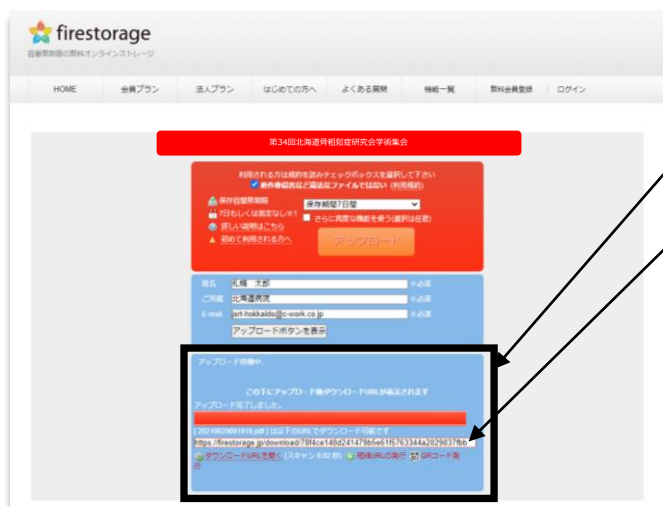 firestorage
容量無制限の無料オンラインストレージ
HOME 会員プラン 法人プラン はじめての方へ よくある質問 機能一覧 無料会員登録 ログイン
第34回北海道骨粗鬆症研究会学術集会
利用される方は規約を読みチェックボックスを選択して下さい
著作権侵害など違法なファイルではない (利用規約)
保存容量無制限 保存期間7日間
7日もしくは指定なし※1 さらに高度な機能を使う(選択は任意)
詳しい説明はこちら
初めて利用される方へ アップロード
姓名 札幌 太郎 ※必須
ご所属 北海道病院 ※必須
E-mail jsrt-hokkaido@c-work.co.jp ※必須
アップロードボタンを表示
アップロード待機中...
この下にアップロード後ダウンロードURLが表示されます
アップロード完了しました。
[ 20210920091918.pdf ] は以下のURLでダウンロード可能です
ダウンロードURLを開く (スキャン 0.02 秒) 短縮URLの発行 QRコード発
行